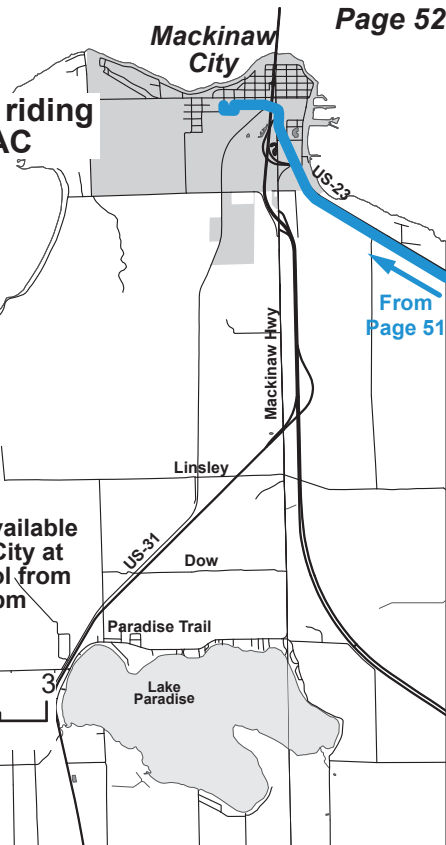 Page 52
Mackinaw
City
riding
AC
US-23
From
Page 51
Mackinaw Hwy
Linsley
vailable
City at
ol from
om
US-31
Dow
Paradise Trail
3
Lake
Paradise